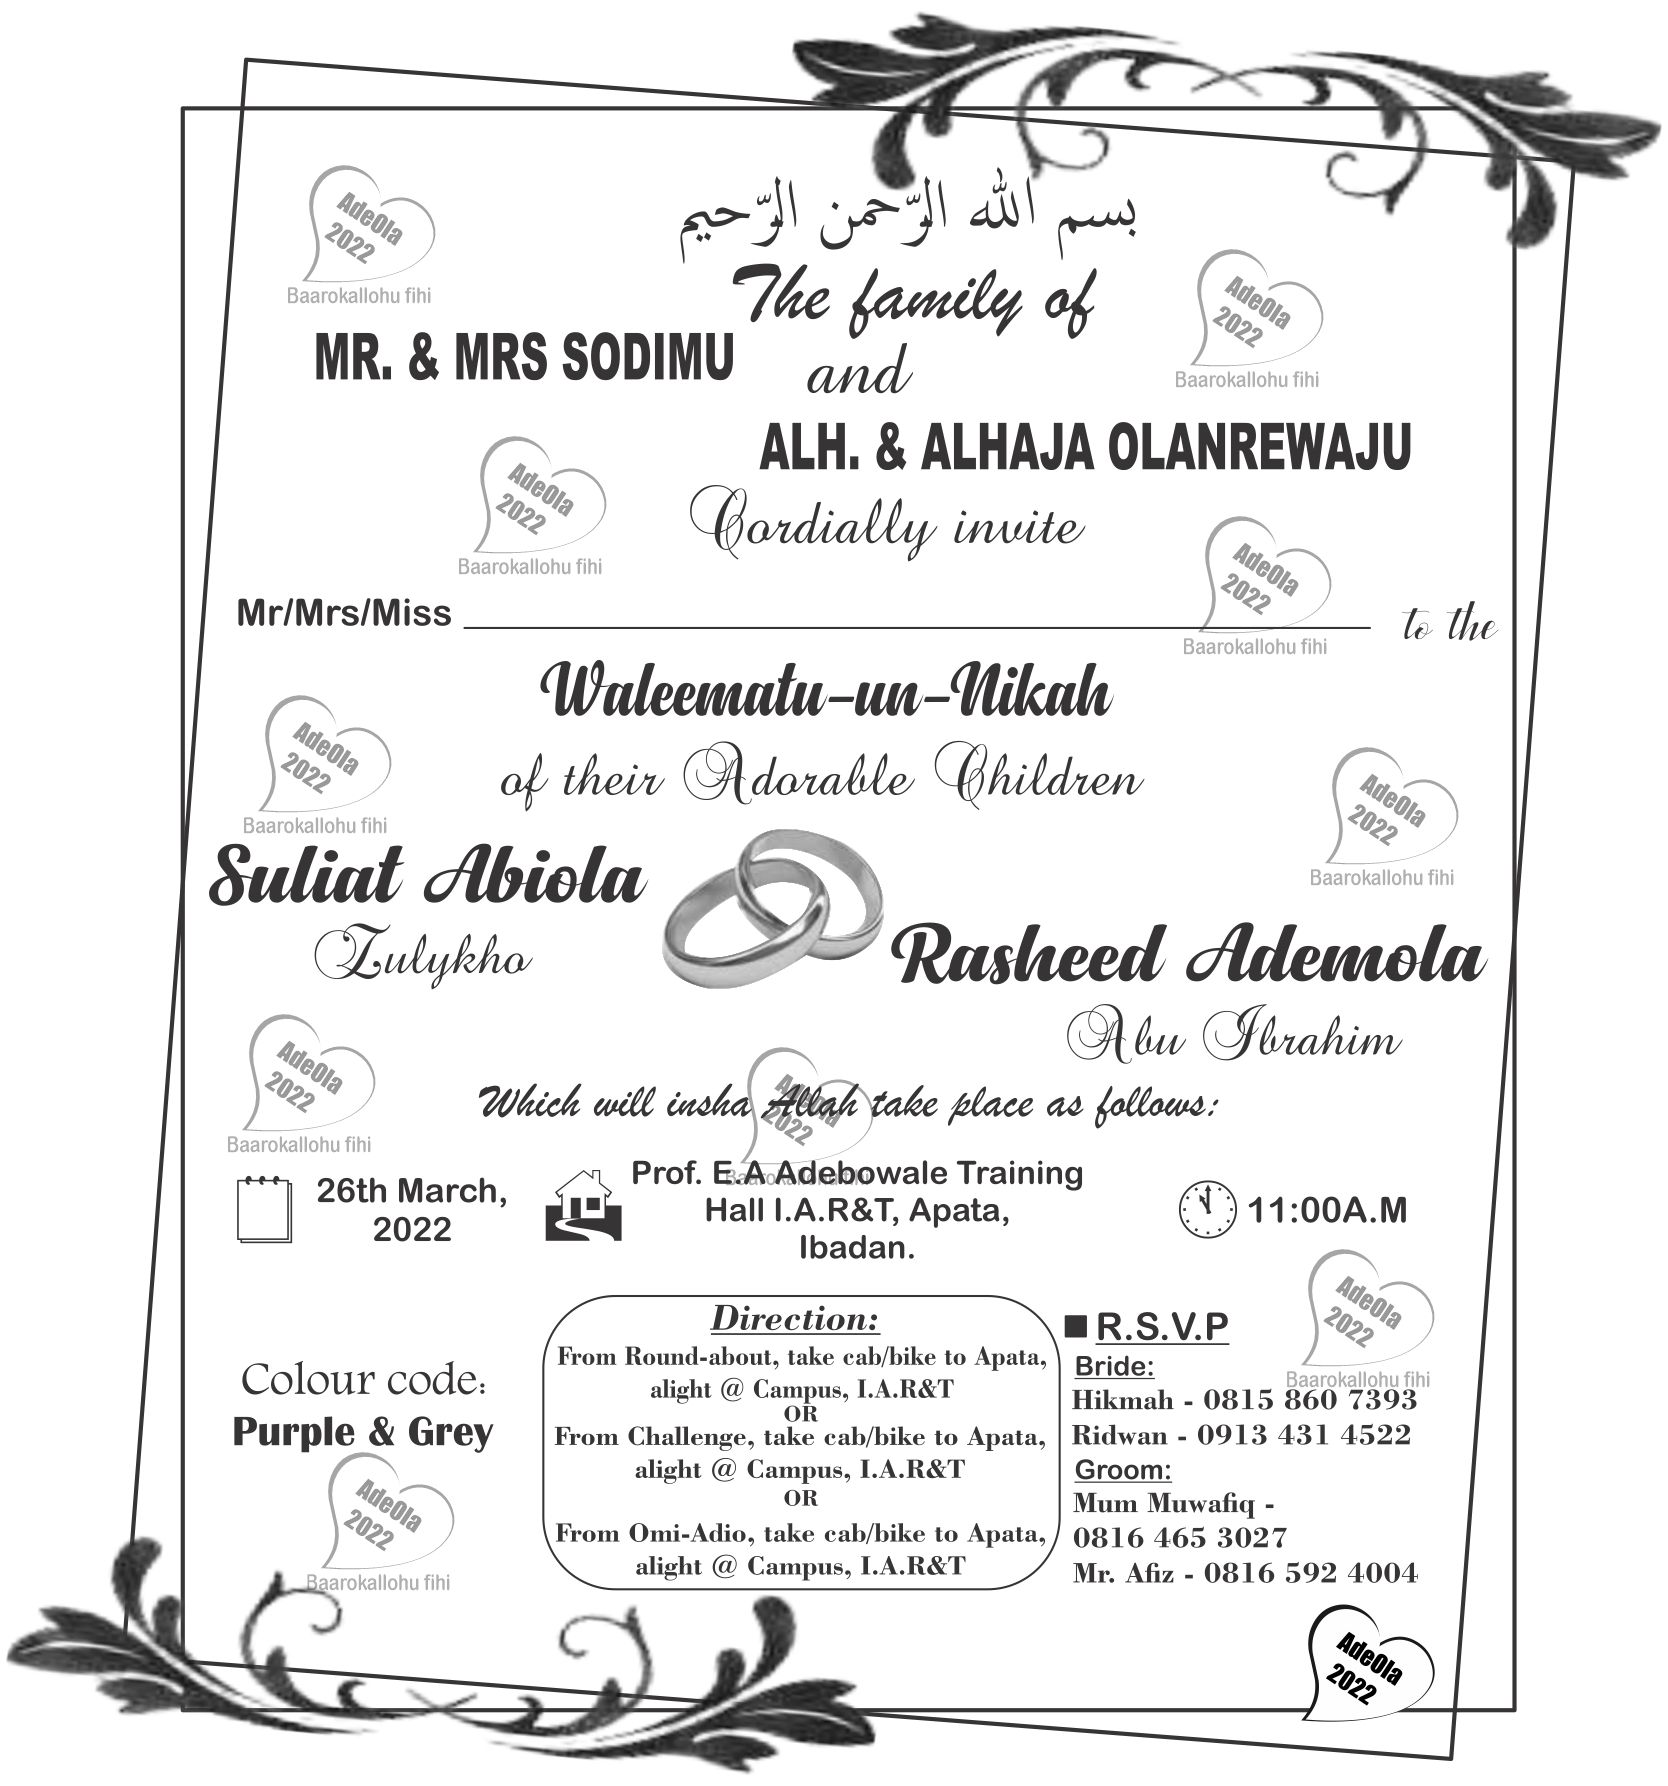 بسم الله الرّحمن الرّحيم
The family of
MR. & MRS SODIMU
and
ALH. & ALHAJA OLANREWAJU
Cordially invite
Mr/Mrs/Miss ____________ to the
Waleematu-un-Nikah
of their Adorable Children
Suliat Abiola
Zulykho
Rasheed Ademola
Abu Ibrahim
Which will insha Allah take place as follows:
26th March,
2022
Prof. E.A Adebowale Training
Hall I.A.R&T, Apata,
Ibadan.
11:00A.M
Colour code:
Purple & Grey
Direction:
From Round-about, take cab/bike to Apata,
alight @ Campus, I.A.R&T
OR
From Challenge, take cab/bike to Apata,
alight @ Campus, I.A.R&T
OR
From Omi-Adio, take cab/bike to Apata,
alight @ Campus, I.A.R&T
R.S.V.P
Bride:
Hikmah - 0815 860 7393
Ridwan - 0913 431 4522
Groom:
Mum Muwafiq -
0816 465 3027
Mr. Afiz - 0816 592 4004
AdeOla
2022
Baarokallohu fihi
AdeOla
2022
Baarokallohu fihi
AdeOla
2022
Baarokallohu fihi
AdeOla
2022
Baarokallohu fihi
AdeOla
2022
Baarokallohu fihi
AdeOla
2022
Baarokallohu fihi
AdeOla
2022
Baarokallohu fihi
AdeOla
2022
Baarokallohu fihi
AdeOla
2022
Baarokallohu fihi
AdeOla
2022
Baarokallohu fihi
AdeOla
2022